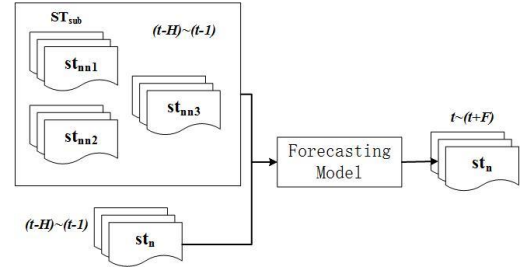 ST_sub
(t-H)~(t-1)
st_nn1
st_nn3
st_nn2
Forecasting
Model
t~(t+F)
st_n
(t-H)~(t-1)
st_n